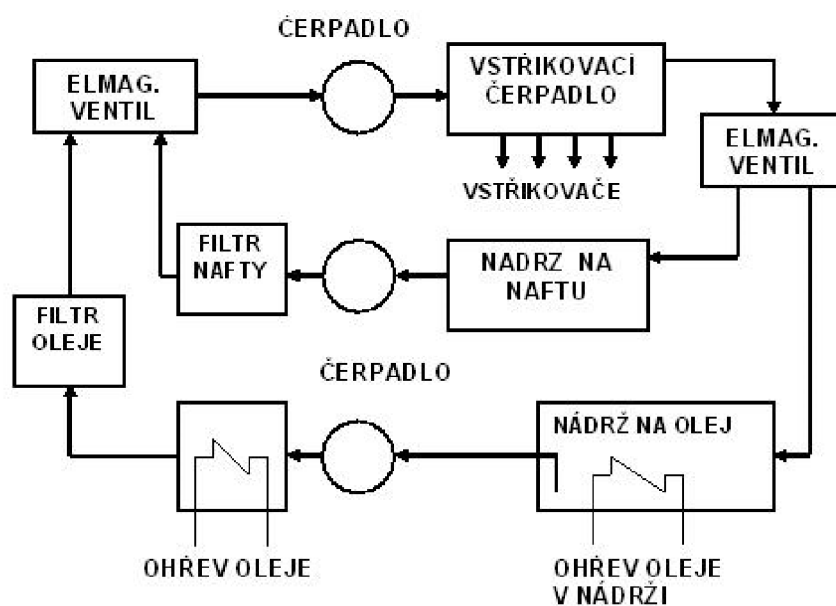 ČERPADLO
ELMAG.
VENTIL
VSTŘIKOVACÍ
ČERPADLO
ELMAG.
VENTIL
VSTŘIKOVAČE
FILTR
NAFTY
NADRZ NA
NAFTU
FILTR
OLEJE
ČERPADLO
NÁDRŽ NA OLEJ
OHŘEV OLEJE
OHŘEV OLEJE
V NÁDRŽI